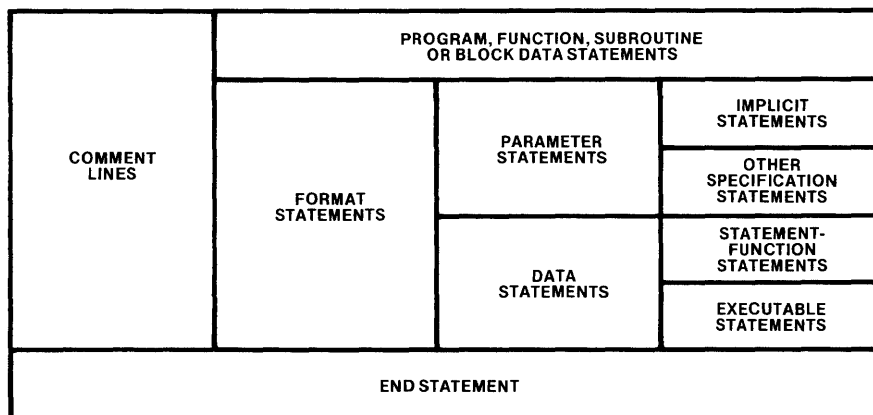 PROGRAM, FUNCTION, SUBROUTINE
OR BLOCK DATA STATEMENTS
COMMENT
LINES
FORMAT
STATEMENTS
PARAMETER
STATEMENTS
IMPLICIT
STATEMENTS
OTHER
SPECIFICATION
STATEMENTS
DATA
STATEMENTS
STATEMENT-
FUNCTION
STATEMENTS
EXECUTABLE
STATEMENTS
END STATEMENT